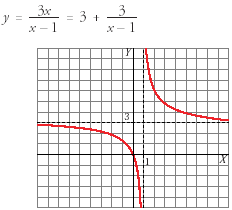 y = 3x / x − 1 = 3 + 3 / x − 1
Y
3
1
X